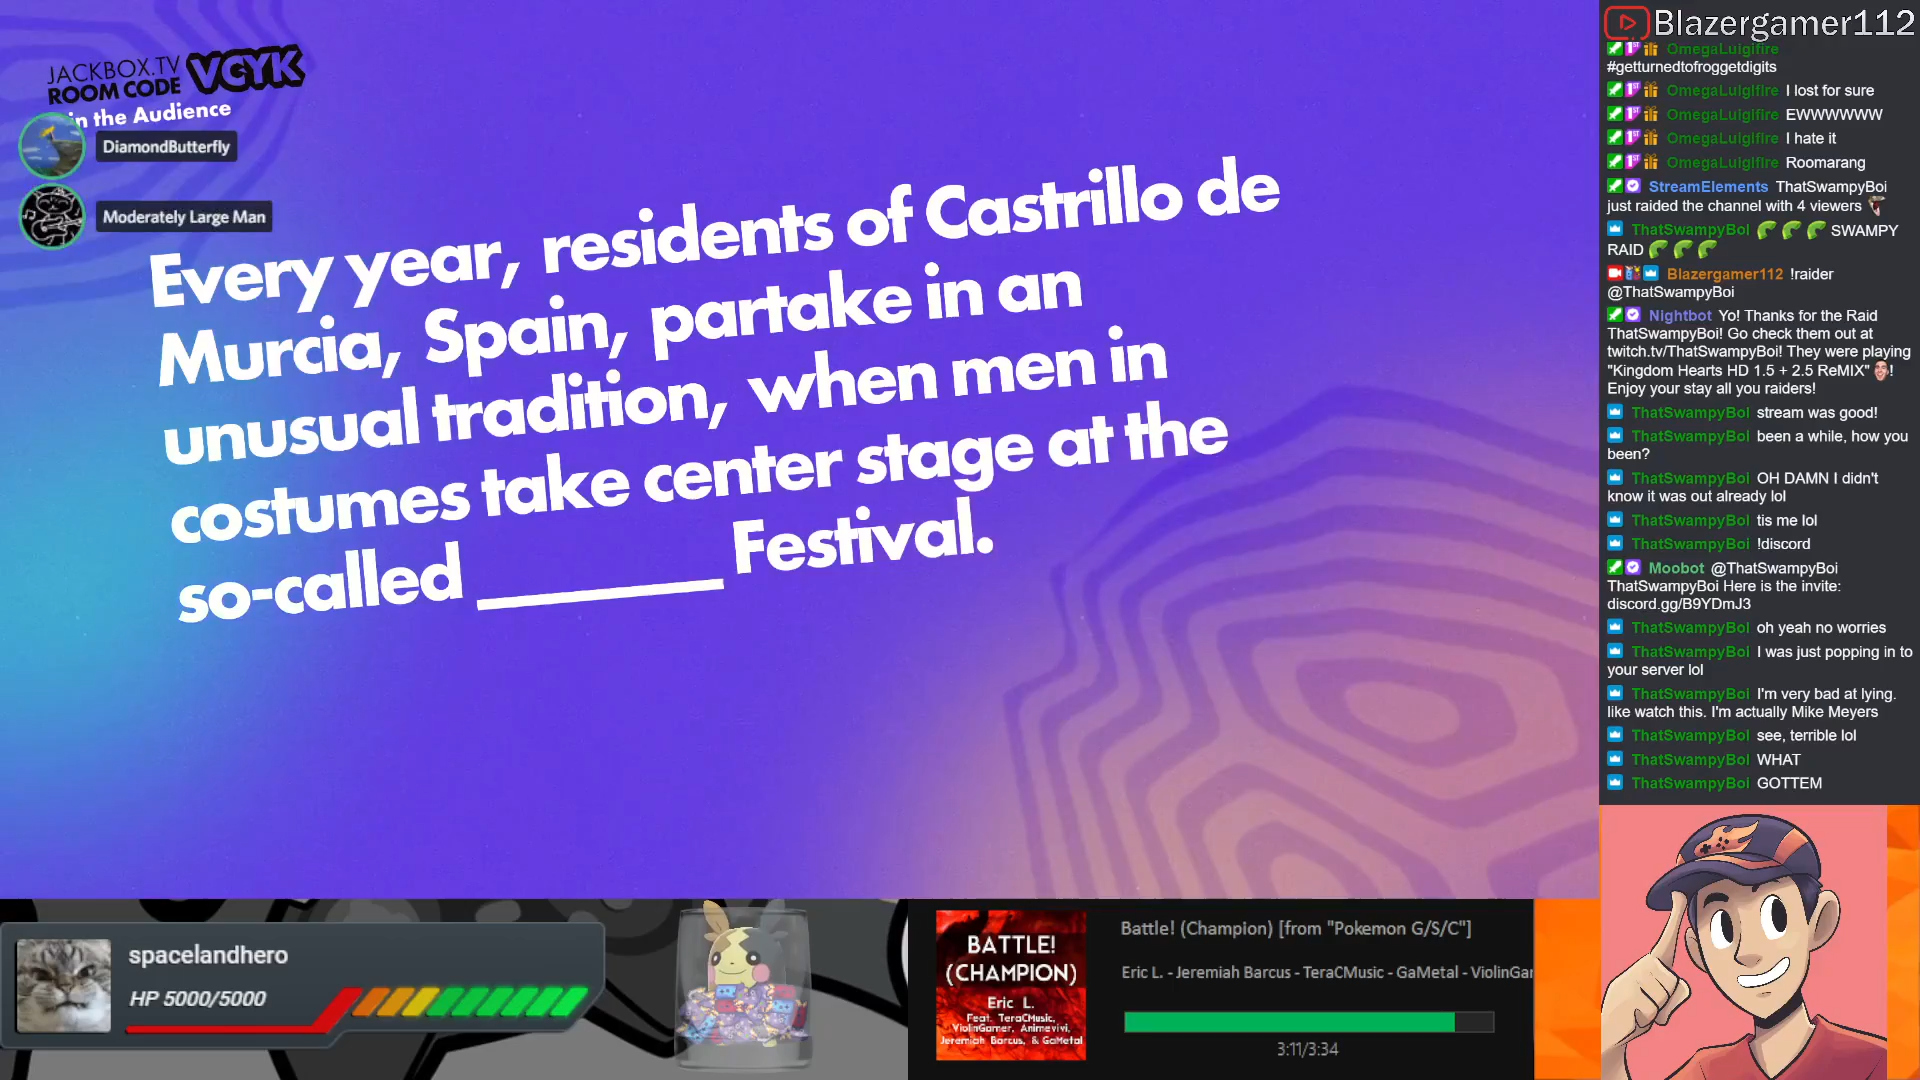 JACKBOX.TV
ROOM CODE
VCYK
in the Audience
DiamondButterfly
Moderately Large Man
Every year, residents of Castrillo de
Murcia, Spain, partake in an
unusual tradition, when men in
costumes take center stage at the
so-called ________ Festival.
Blazergamer112
OmegaLuigifire
#getturnedtofroggetdigits
OmegaLuigifire I lost for sure
OmegaLuigifire EWWWWWW
OmegaLuigifire I hate it
OmegaLuigifire Roomarang
StreamElements ThatSwampyBoi
just raided the channel with 4 viewers
ThatSwampyBoi SWAMPY
RAID
Blazergamer112 !raider
@ThatSwampyBoi
Nightbot Yo! Thanks for the Raid
ThatSwampyBoi! Go check them out at
twitch.tv/ThatSwampyBoi! They were playing
"Kingdom Hearts HD 1.5 + 2.5 ReMIX" !
Enjoy your stay all you raiders!
ThatSwampyBoi stream was good!
ThatSwampyBoi been a while, how you
been?
ThatSwampyBoi OH DAMN I didn't
know it was out already lol
ThatSwampyBoi tis me lol
ThatSwampyBoi !discord
Moobot @ThatSwampyBoi
ThatSwampyBoi Here is the invite:
discord.gg/B9YDmJ3
ThatSwampyBoi oh yeah no worries
ThatSwampyBoi I was just popping in to
your server lol
ThatSwampyBoi I'm very bad at lying.
like watch this. I'm actually Mike Meyers
ThatSwampyBoi see, terrible lol
ThatSwampyBoi WHAT
ThatSwampyBoi GOTTEM
spacelandhero
HP 5000/5000
BATTLE!
(CHAMPION)
Eric L.
Feat. TeraCMusic,
ViolinGamer, Animevivi,
Jeremiah Barcus, & GaMetal
Battle! (Champion) [from "Pokemon G/S/C"]
Eric L. - Jeremiah Barcus - TeraCMusic - GaMetal - ViolinGar
3:11/3:34